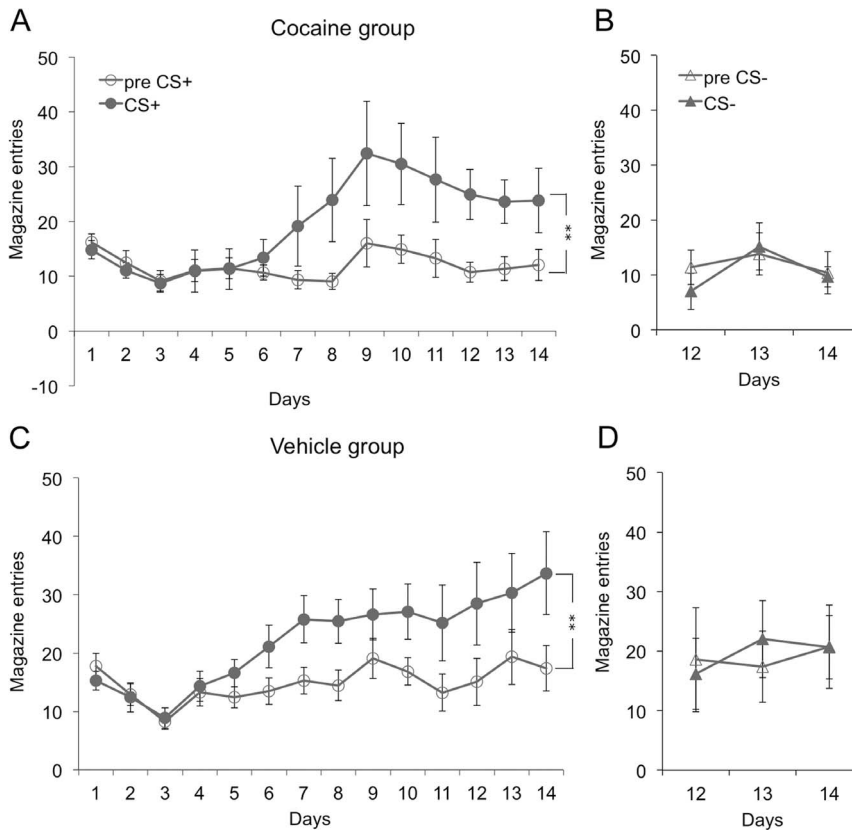 A
Cocaine group
Magazine entries
50
40
30
20
10
0
-10
pre CS+
CS+
**
1 2 3 4 5 6 7 8 9 10 11 12 13 14
Days
B
Magazine entries
50
40
30
20
10
0
pre CS-
CS-
12 13 14
Days
C
Vehicle group
Magazine entries
50
40
30
20
10
0
**
1 2 3 4 5 6 7 8 9 10 11 12 13 14
Days
D
Magazine entries
50
40
30
20
10
0
12 13 14
Days